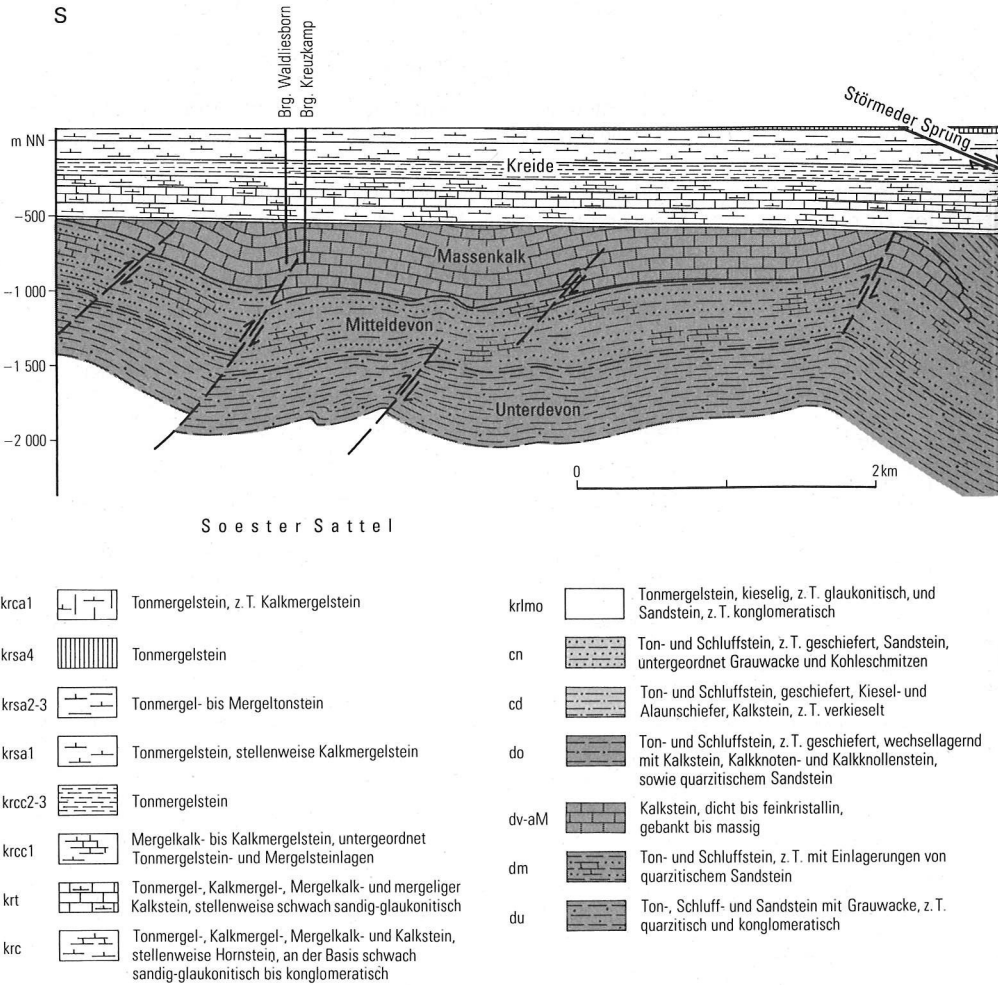 S
Brg. Waldliesborn
Brg. Kreuzkamp
Störmeder Sprung
m NN
Kreide
–500
Massenkalk
–1 000
Mitteldevon
–1 500
Unterdevon
–2 000
0 2 km
Soester Sattel
krca1 Tonmergelstein, z. T. Kalkmergelstein
krsa4 Tonmergelstein
krsa2-3 Tonmergel- bis Mergeltonstein
krsa1 Tonmergelstein, stellenweise Kalkmergelstein
krcc2-3 Tonmergelstein
krcc1 Mergelkalk- bis Kalkmergelstein, untergeordnet
Tonmergelstein- und Mergelsteinlagen
krt Tonmergel-, Kalkmergel-, Mergelkalk- und mergeliger
Kalkstein, stellenweise schwach sandig-glaukonitisch
krc Tonmergel-, Kalkmergel-, Mergelkalk- und Kalkstein,
stellenweise Hornstein, an der Basis schwach
sandig-glaukonitisch bis konglomeratisch
krlmo Tonmergelstein, kieselig, z. T. glaukonitisch, und
Sandstein, z. T. konglomeratisch
cn Ton- und Schluffstein, z. T. geschiefert, Sandstein,
untergeordnet Grauwacke und Kohleschmitzen
cd Ton- und Schluffstein, geschiefert, Kiesel- und
Alaunschiefer, Kalkstein, z. T. verkieselt
do Ton- und Schluffstein, z. T. geschiefert, wechsellagernd
mit Kalkstein, Kalkknoten- und Kalkknollenstein,
sowie quarzitischem Sandstein
dv-aM Kalkstein, dicht bis feinkristallin,
gebankt bis massig
dm Ton- und Schluffstein, z. T. mit Einlagerungen von
quarzitischem Sandstein
du Ton-, Schluff- und Sandstein mit Grauwacke, z. T.
quarzitisch und konglomeratisch